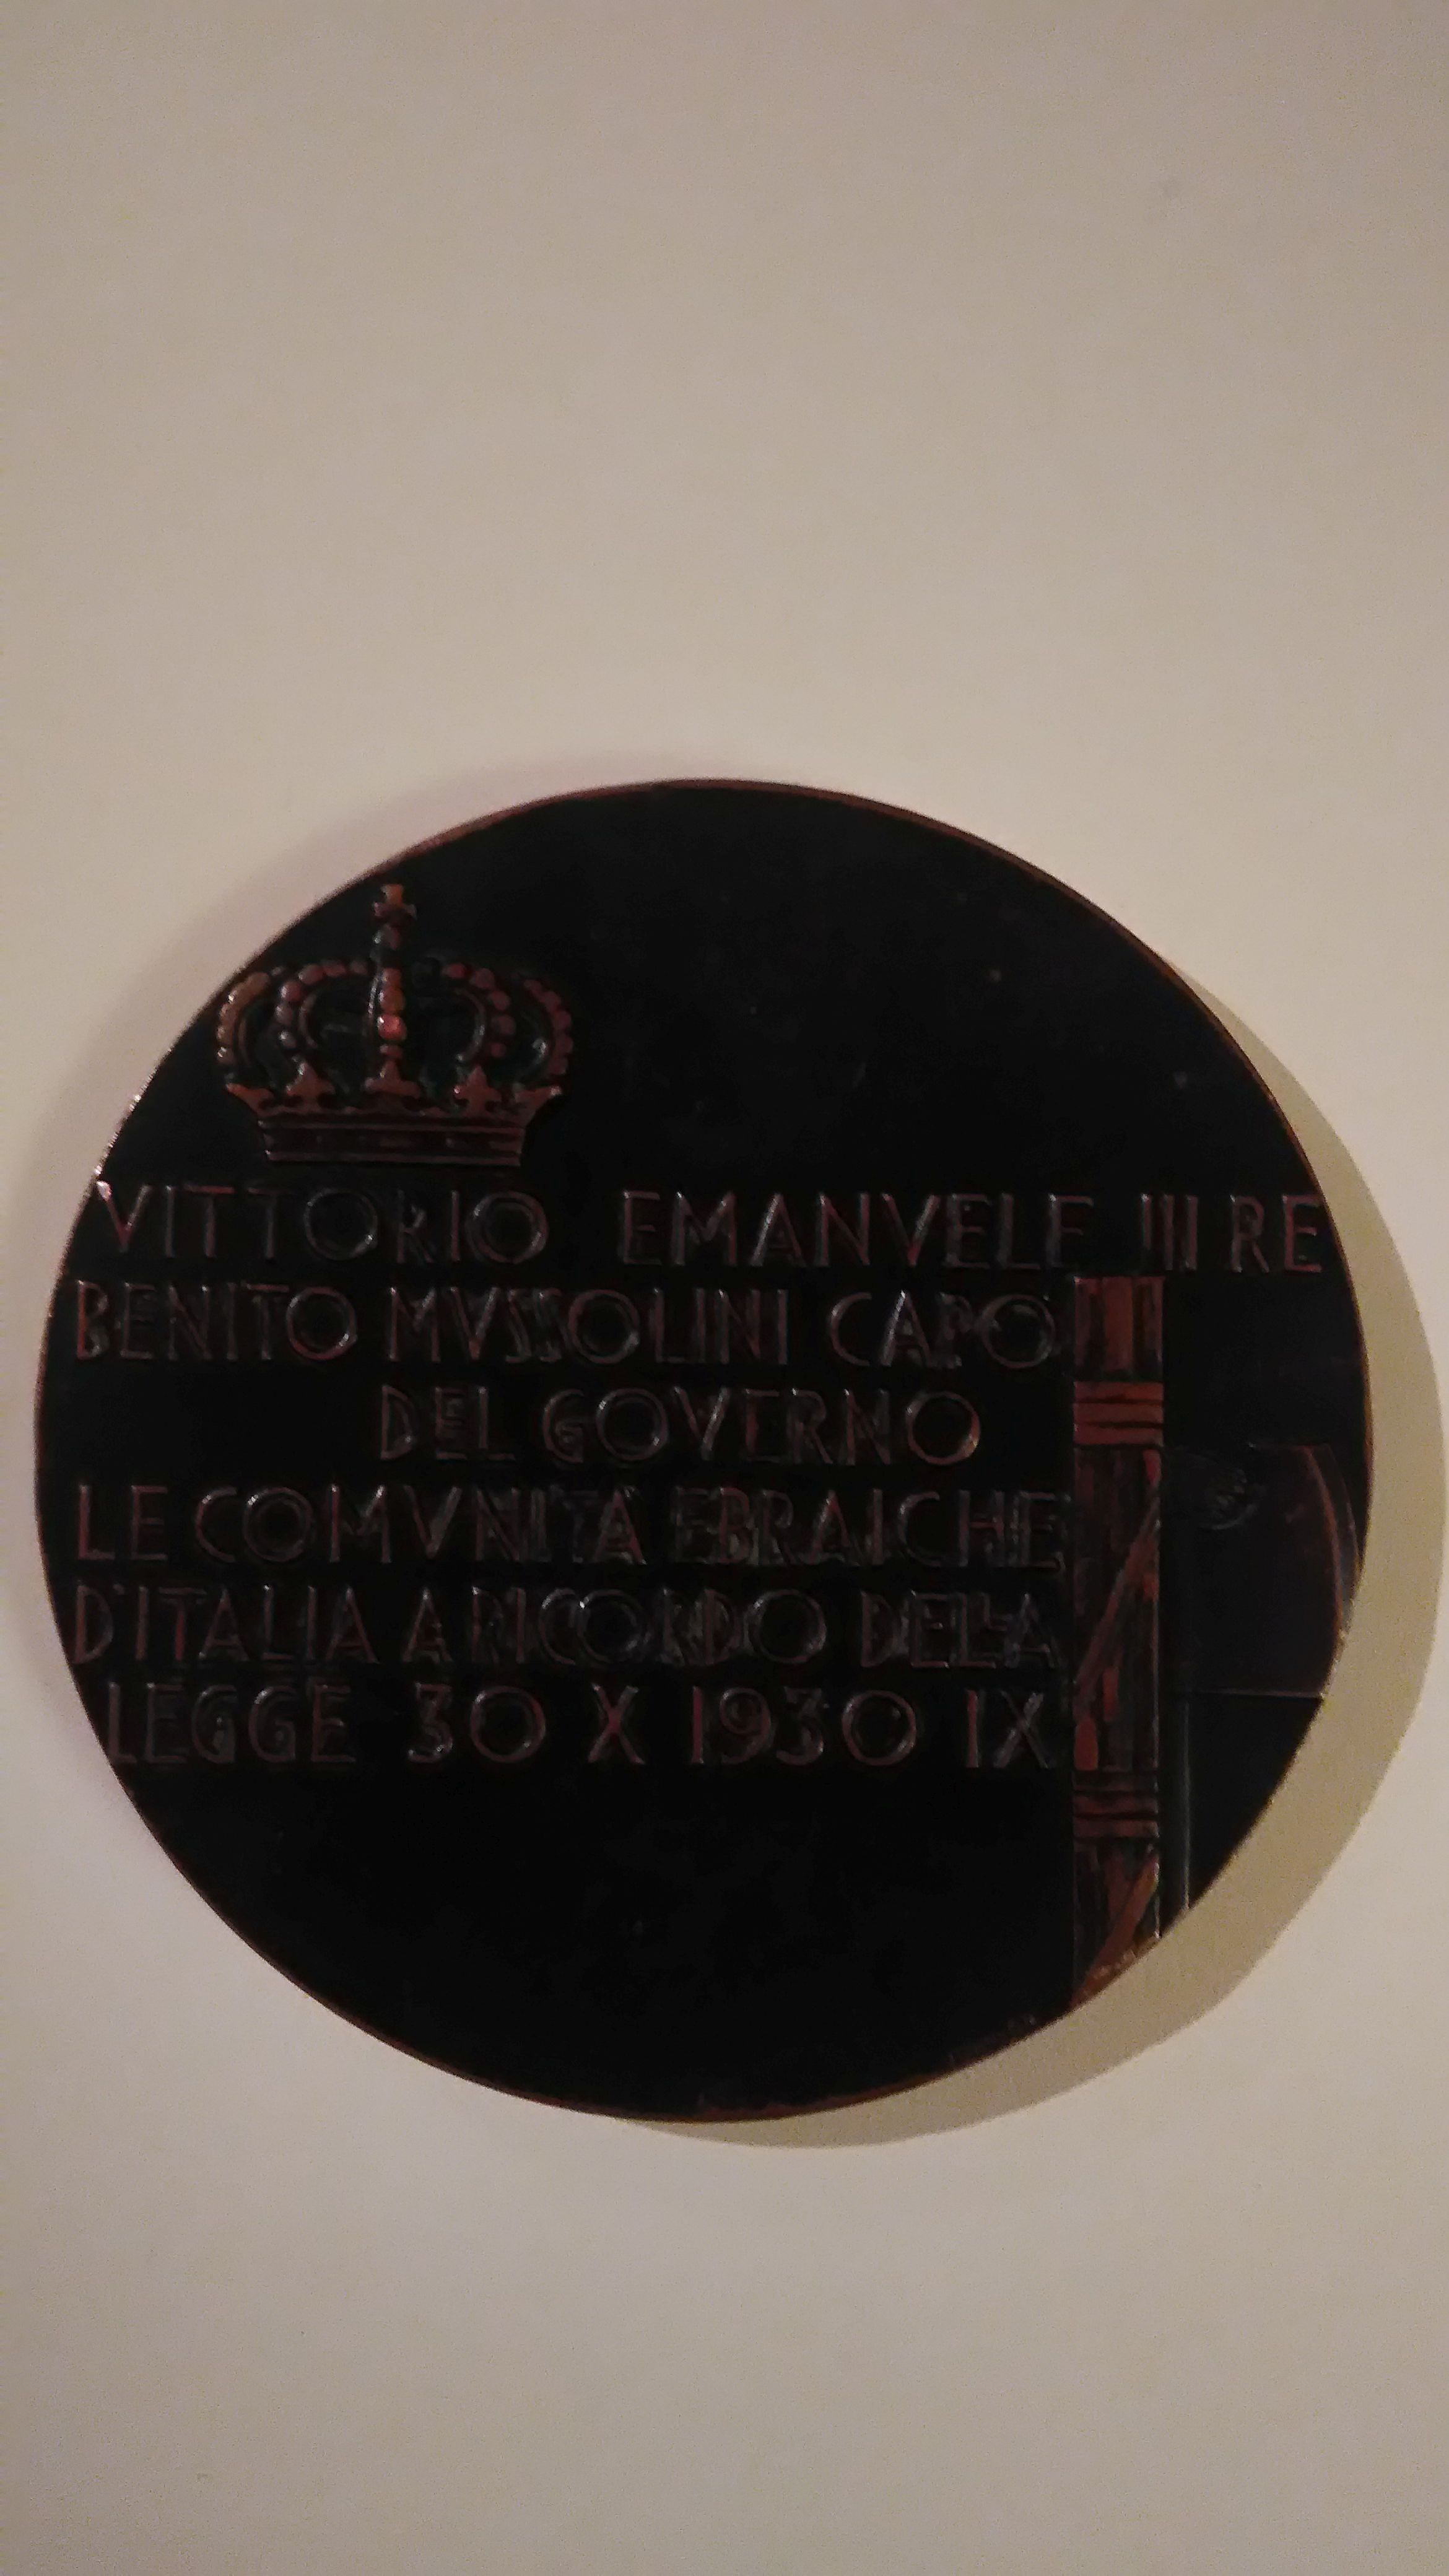 VITTORIO EMANVELE III RE
BENITO MVSSOLINI CAPO
DEL GOVERNO
LE COMVNITA EBRAICHE
D'ITALIA A RICORDO DELLA
LEGGE 30 X 1930 IX